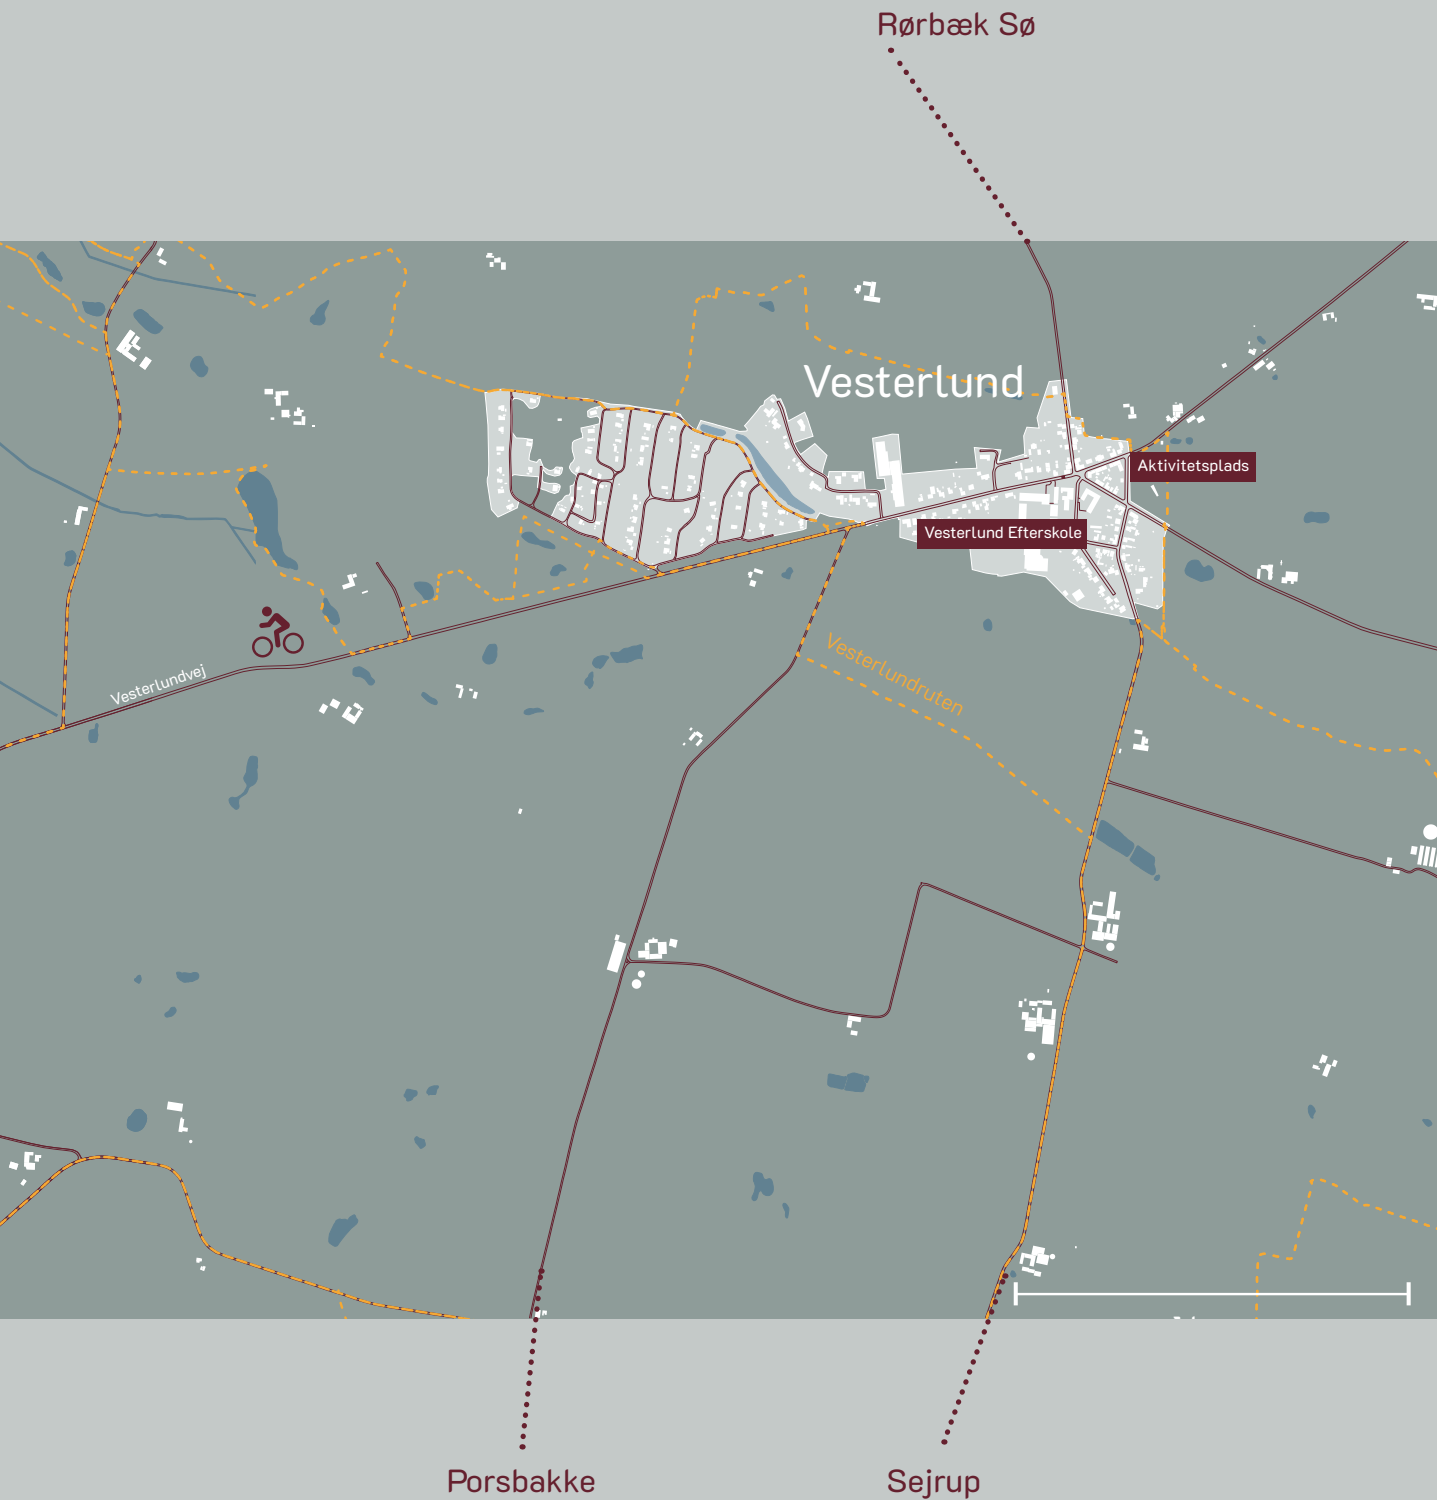 Rørbæk Sø
Vesterlund
Aktivitetsplads
Vesterlund Efterskole
Vesterlundvej
Vesterlundruten
Porsbakke
Sejrup